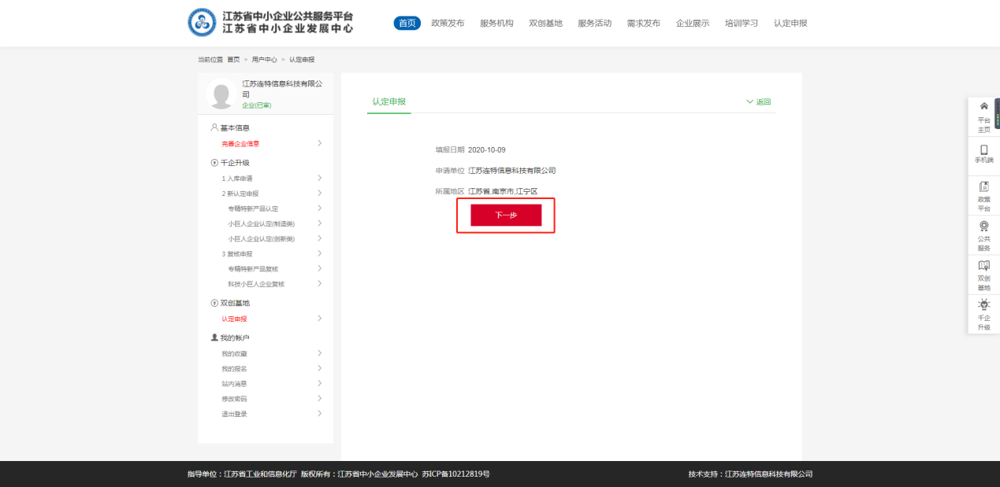 江苏省中小企业公共服务平台
江苏省中小企业发展中心
首页 政策发布 服务机构 双创基地 服务活动 需求发布 企业展示 培训学习 认定申报
当前位置 首页 > 用户中心 > 认定申报
江苏连特信息科技有限公
司
企业(已审)
基本信息
完善企业信息
千企升级
1 入库申请
2 新认定申报
专精特新产品认定
小巨人企业认定(制造类)
小巨人企业认定(创新类)
3 复核申报
专精特新产品复核
科技小巨人企业复核
双创基地
认定申报
我的帐户
我的收藏
我的报名
站内消息
修改密码
退出登录
认定申报
返回
填报日期 2020-10-09
申请单位 江苏连特信息科技有限公司
所属地区 江苏省,南京市,江宁区
下一步
平台
主页
手机端
政策
平台
公共
服务
双创
基地
千企
升级
指导单位：江苏省工业和信息化厅 版权所有：江苏省中小企业发展中心 苏ICP备10212819号
技术支持：江苏连特信息科技有限公司